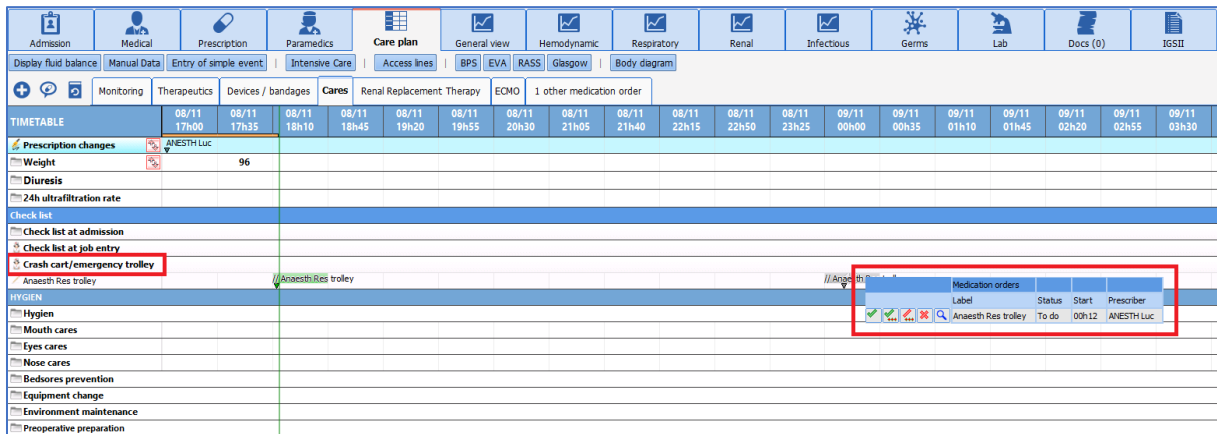 Admission Medical Prescription Paramedics Care plan General view Hemodynamic Respiratory Renal Infectious Germs Lab Docs (0) IGSII
Display fluid balance Manual Data Entry of simple event | Intensive Care | Access lines | BPS EVA RASS Glasgow | Body diagram
Monitoring Therapeutics Devices / bandages Cares Renal Replacement Therapy ECMO 1 other medication order
TIMETABLE 08/11 17h00 08/11 17h35 08/11 18h10 08/11 18h45 08/11 19h20 08/11 19h55 08/11 20h30 08/11 21h05 08/11 21h40 08/11 22h15 08/11 22h50 08/11 23h25 09/11 00h00 09/11 00h35 09/11 01h10 09/11 01h45 09/11 02h20 09/11 02h55 09/11 03h30
Prescription changes ANESTH Luc
Weight 96
Diuresis
24h ultrafiltration rate
Check list
Check list at admission
Check list at job entry
Crash cart/emergency trolley
Anaesth Res trolley // Anaesth Res trolley // Anaesth
Medication orders
Label Status Start Prescriber
Anaesth Res trolley To do 00h12 ANESTH Luc
HYGIEN
Hygien
Mouth cares
Eyes cares
Nose cares
Bedsores prevention
Equipment change
Environment maintenance
Preoperative preparation